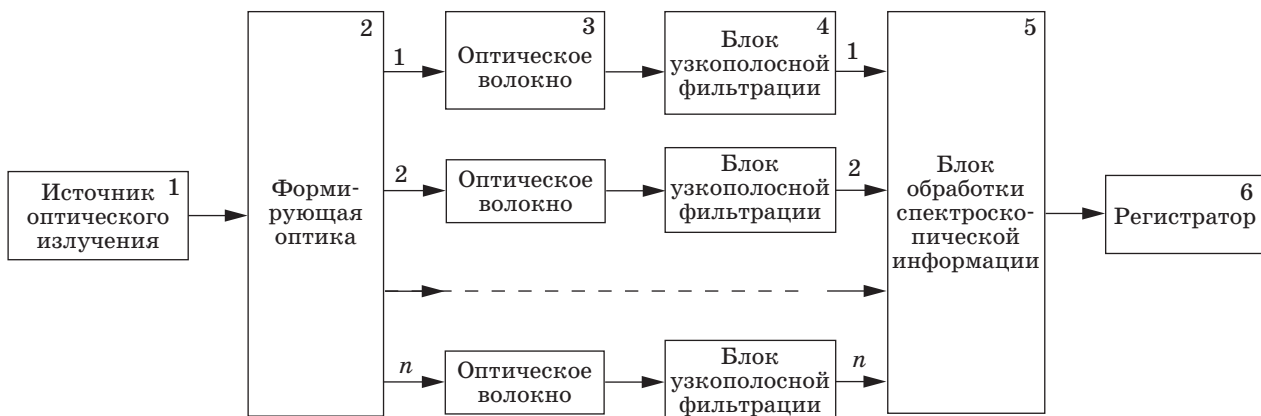 1
Источник
оптического
излучения
2
Форми-
рующая
оптика
1
3
Оптическое
волокно
4
Блок
узкополосной
фильтрации
1
2
Оптическое
волокно
Блок
узкополосной
фильтрации
2
n
Оптическое
волокно
Блок
узкополосной
фильтрации
n
5
Блок
обработки
спектроско-
пической
информации
6
Регистратор